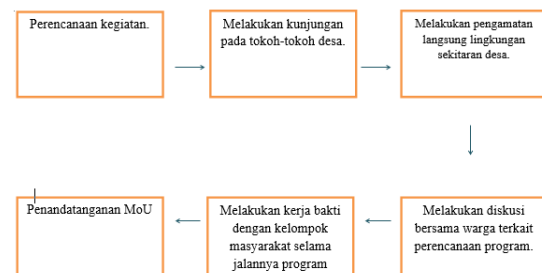 Perencanaan kegiatan.
Melakukan kunjungan
pada tokoh-tokoh desa.
Melakukan pengamatan
langsung lingkungan
sekitaran desa.
Melakukan diskusi
bersama warga terkait
perencanaan program.
Melakukan kerja bakti
dengan kelompok
masyarakat selama
jalannya program
Penandatanganan MoU